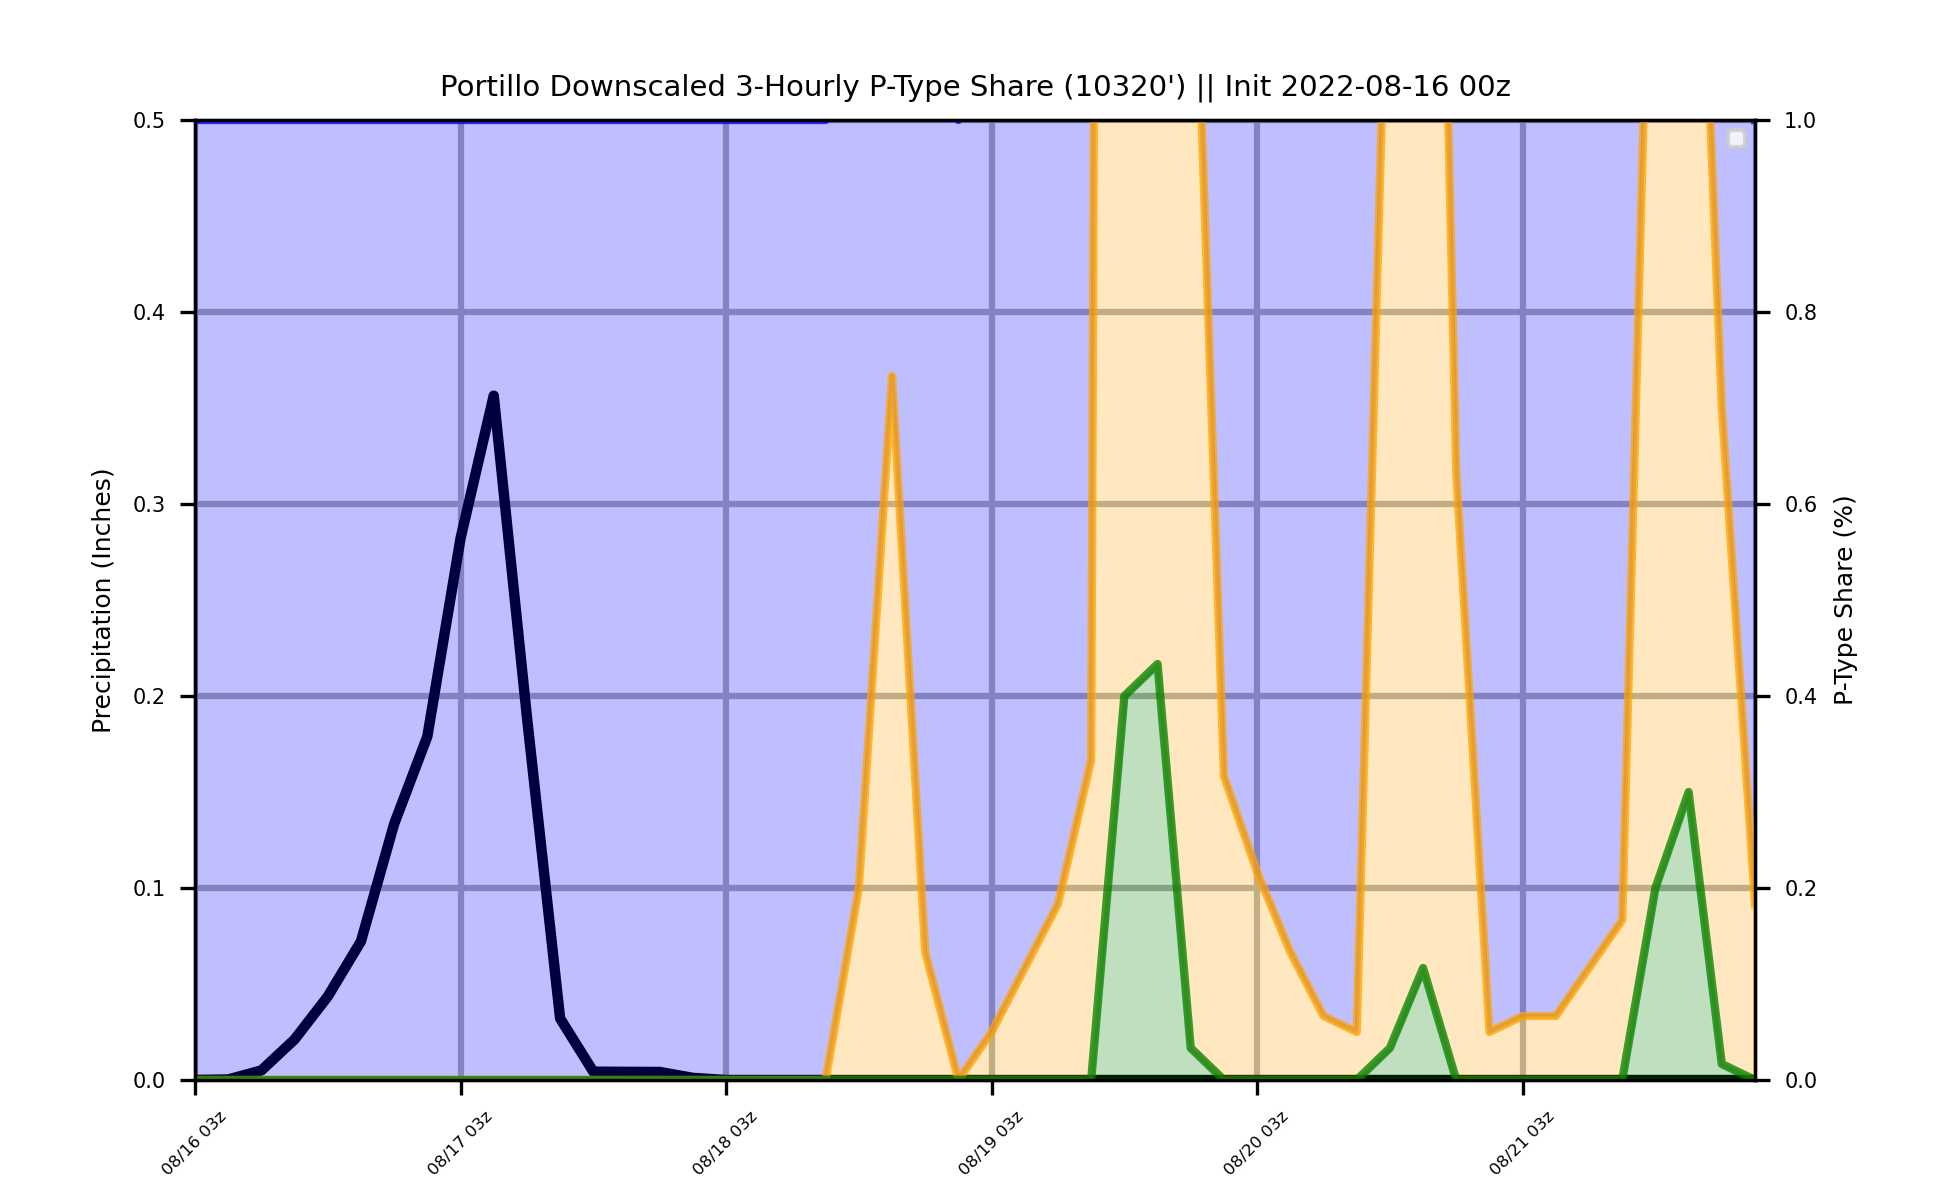 Portillo Downscaled 3-Hourly P-Type Share (10320') || Init 2022-08-16 00z
0.5
0.4
0.3
0.2
0.1
0.0
Precipitation (Inches)
1.0
0.8
0.6
0.4
0.2
0.0
P-Type Share (%)
08/16 03z
08/17 03z
08/18 03z
08/19 03z
08/20 03z
08/21 03z